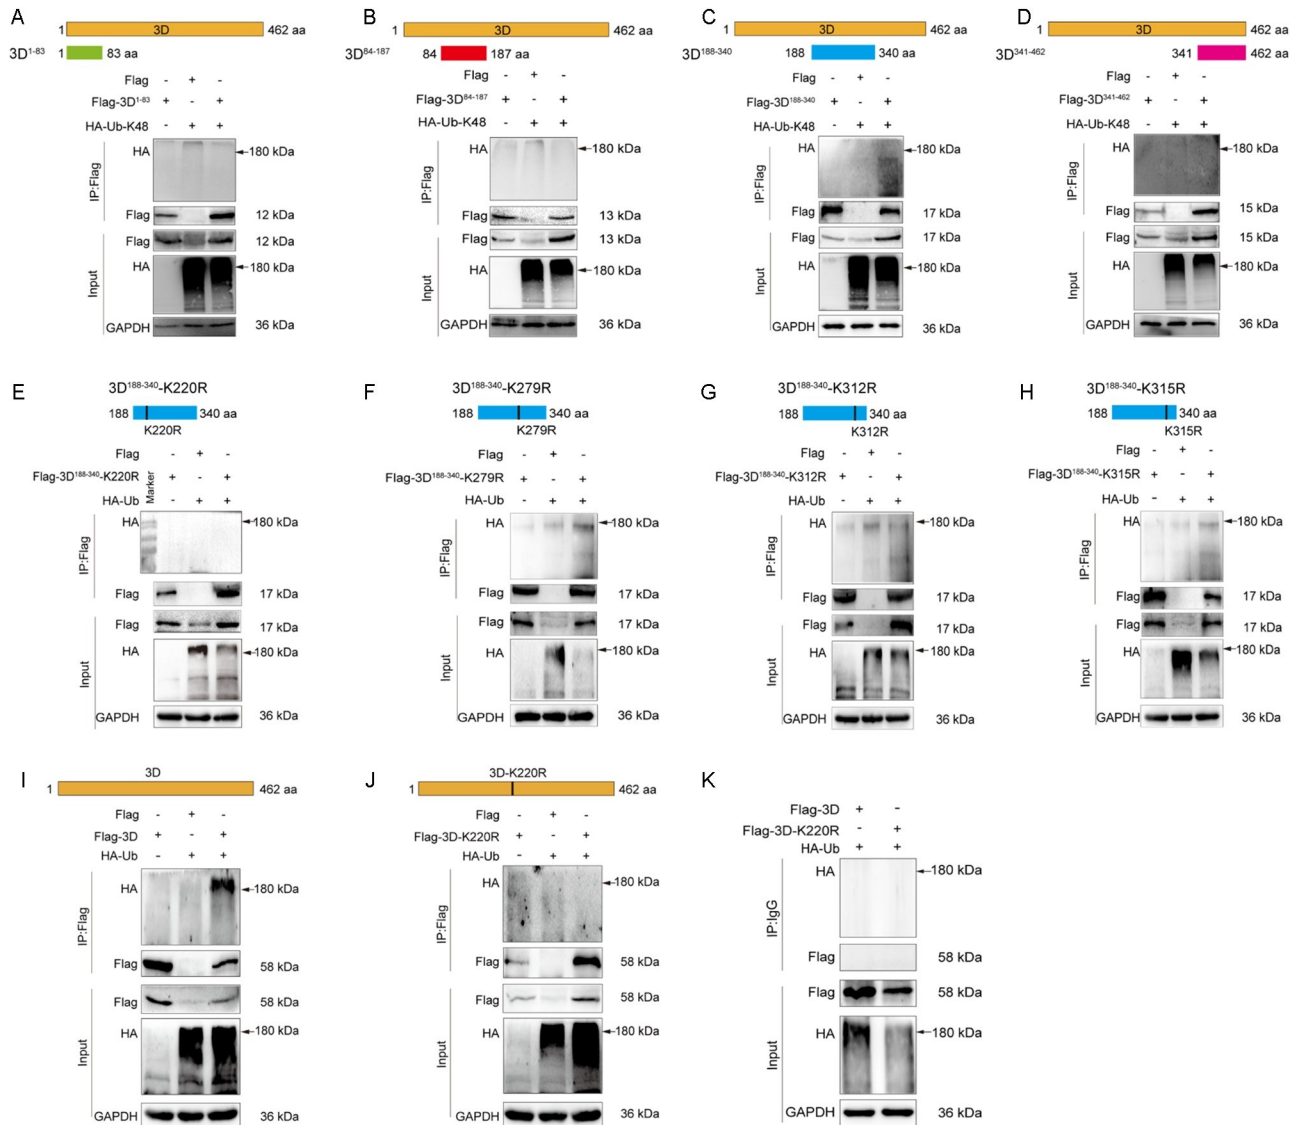 A
1 3D 462 aa
3D1-83 1 83 aa
Flag - + -
Flag-3D1-83 + - +
HA-Ub-K48 - + +
IP:Flag
HA 180 kDa
Flag 12 kDa
Input
Flag 12 kDa
HA 180 kDa
GAPDH 36 kDa
B
1 3D 462 aa
3D84-187 84 187 aa
Flag - + -
Flag-3D84-187 + - +
HA-Ub-K48 - + +
IP:Flag
HA 180 kDa
Flag 13 kDa
Input
Flag 13 kDa
HA 180 kDa
GAPDH 36 kDa
C
1 3D 462 aa
3D188-340 188 340 aa
Flag - + -
Flag-3D188-340 + - +
HA-Ub-K48 - + +
IP:Flag
HA 180 kDa
Flag 17 kDa
Input
Flag 17 kDa
HA 180 kDa
GAPDH 36 kDa
D
1 3D 462 aa
3D341-462 341 462 aa
Flag - + -
Flag-3D341-462 + - +
HA-Ub-K48 - + +
IP:Flag
HA 180 kDa
Flag 15 kDa
Input
Flag 15 kDa
HA 180 kDa
GAPDH 36 kDa
E
3D188-340-K220R
188 340 aa
K220R
Flag - + -
Flag-3D188-340-K220R + - +
HA-Ub - + +
Marker
IP:Flag
HA 180 kDa
Flag 17 kDa
Input
Flag 17 kDa
HA 180 kDa
GAPDH 36 kDa
F
3D188-340-K279R
188 340 aa
K279R
Flag - + -
Flag-3D188-340-K279R + - +
HA-Ub - + +
IP:Flag
HA 180 kDa
Flag 17 kDa
Input
Flag 17 kDa
HA 180 kDa
GAPDH 36 kDa
G
3D188-340-K312R
188 340 aa
K312R
Flag - + -
Flag-3D188-340-K312R + - +
HA-Ub - + +
IP:Flag
HA 180 kDa
Flag 17 kDa
Input
Flag 17 kDa
HA 180 kDa
GAPDH 36 kDa
H
3D188-340-K315R
188 340 aa
K315R
Flag - + -
Flag-3D188-340-K315R + - +
HA-Ub - + +
IP:Flag
HA 180 kDa
Flag 17 kDa
Input
Flag 17 kDa
HA 180 kDa
GAPDH 36 kDa
I
3D
1 462 aa
Flag - + -
Flag-3D + - +
HA-Ub - + +
IP:Flag
HA 180 kDa
Flag 58 kDa
Input
Flag 58 kDa
HA 180 kDa
GAPDH 36 kDa
J
3D-K220R
1 462 aa
Flag - + -
Flag-3D-K220R + - +
HA-Ub - + +
IP:Flag
HA 180 kDa
Flag 58 kDa
Input
Flag 58 kDa
HA 180 kDa
GAPDH 36 kDa
K
Flag-3D + -
Flag-3D-K220R - +
HA-Ub + +
IP:IgG
HA 180 kDa
Flag 58 kDa
Input
Flag 58 kDa
HA 180 kDa
GAPDH 36 kDa